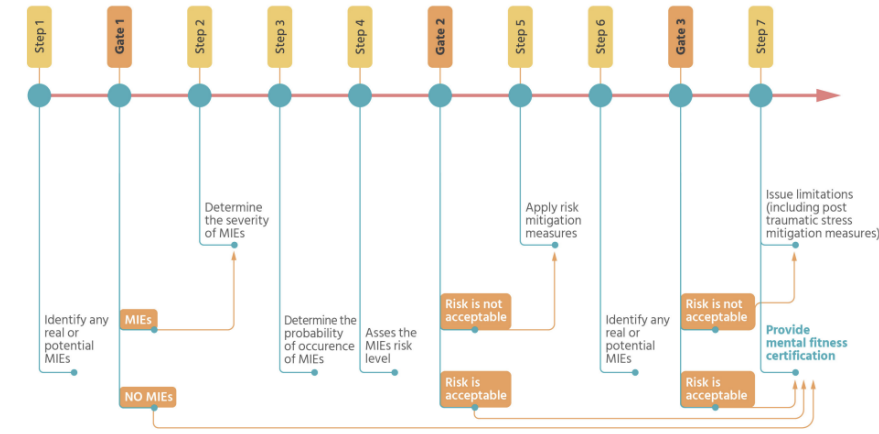 Step 1
Gate 1
Step 2
Step 3
Step 4
Gate 2
Step 5
Step 6
Gate 3
Step 7
Identify any
real or
potential
MIEs
MIEs
NO MIEs
Determine
the severity
of MIEs
Determine the
probability
of occurence
of MIEs
Asses the
MIEs risk
level
Risk is not
acceptable
Risk is
acceptable
Apply risk
mitigation
measures
Identify any
real or
potential
MIEs
Risk is not
acceptable
Risk is
acceptable
Issue limitations
(including post
traumatic stress
mitigation measures)
Provide
mental fitness
certification